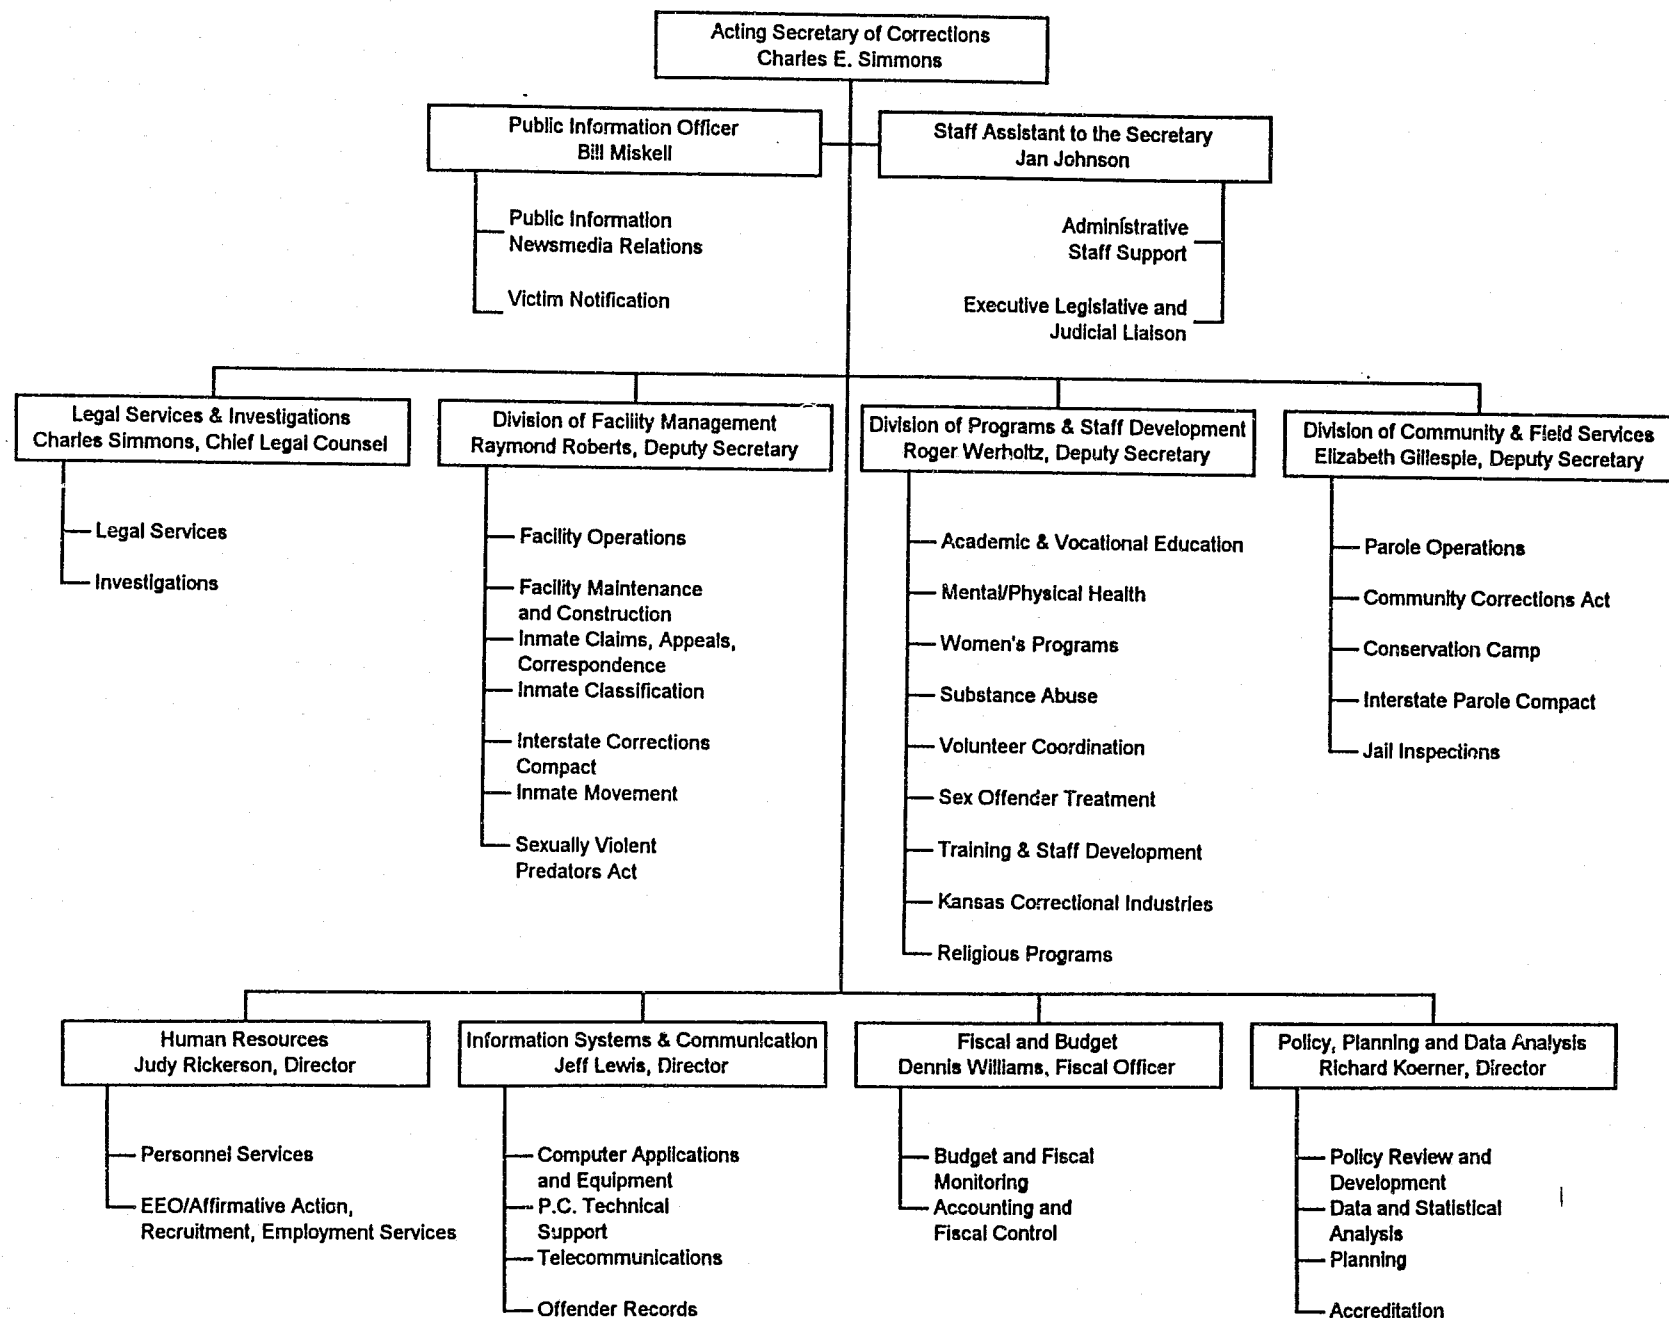 Acting Secretary of Corrections
Charles E. Simmons
Public Information Officer
Bill Miskell
Staff Assistant to the Secretary
Jan Johnson
Public Information
Newsmedia Relations
Victim Notification
Administrative
Staff Support
Executive Legislative and
Judicial Liaison
Legal Services & Investigations
Charles Simmons, Chief Legal Counsel
Legal Services
Investigations
Division of Facility Management
Raymond Roberts, Deputy Secretary
Facility Operations
Facility Maintenance
and Construction
Inmate Claims, Appeals,
Correspondence
Inmate Classification
Interstate Corrections
Compact
Inmate Movement
Sexually Violent
Predators Act
Division of Programs & Staff Development
Roger Werholtz, Deputy Secretary
Academic & Vocational Education
Mental/Physical Health
Women's Programs
Substance Abuse
Volunteer Coordination
Sex Offender Treatment
Training & Staff Development
Kansas Correctional Industries
Religious Programs
Division of Community & Field Services
Elizabeth Gillespie, Deputy Secretary
Parole Operations
Community Corrections Act
Conservation Camp
Interstate Parole Compact
Jail Inspections
Human Resources
Judy Rickerson, Director
Personnel Services
EEO/Affirmative Action,
Recruitment, Employment Services
Information Systems & Communication
Jeff Lewis, Director
Computer Applications
and Equipment
P.C. Technical
Support
Telecommunications
Offender Records
Fiscal and Budget
Dennis Williams, Fiscal Officer
Budget and Fiscal
Monitoring
Accounting and
Fiscal Control
Policy, Planning and Data Analysis
Richard Koerner, Director
Policy Review and
Development
Data and Statistical
Analysis
Planning
Accreditation